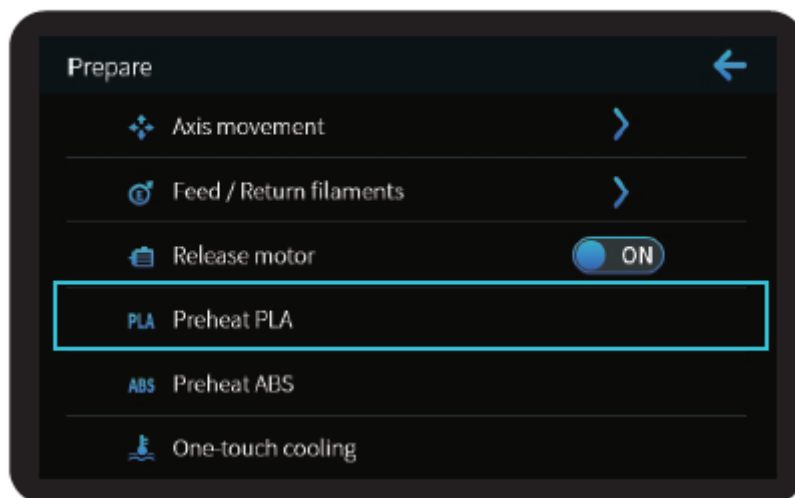 Prepare
Axis movement
Feed / Return filaments
Release motor ON
PLA Preheat PLA
ABS Preheat ABS
One-touch cooling